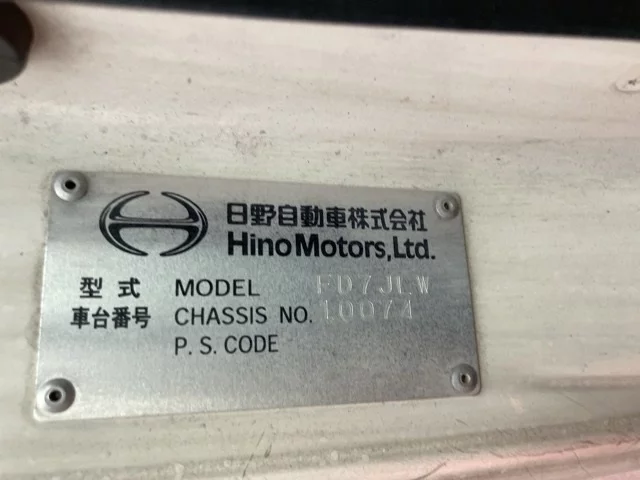 日野自動車株式会社
Hino Motors, Ltd.
型式 MODEL FD7JLW
車台番号 CHASSIS NO. 10074
P. S. CODE